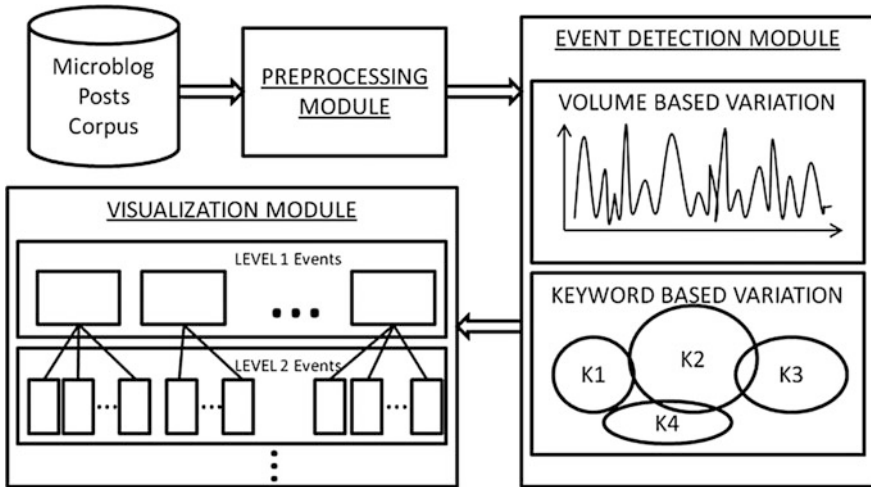 Microblog
Posts
Corpus
PREPROCESSING
MODULE
EVENT DETECTION MODULE
VOLUME BASED VARIATION
KEYWORD BASED VARIATION
K1
K2
K3
K4
VISUALIZATION MODULE
LEVEL 1 Events
LEVEL 2 Events